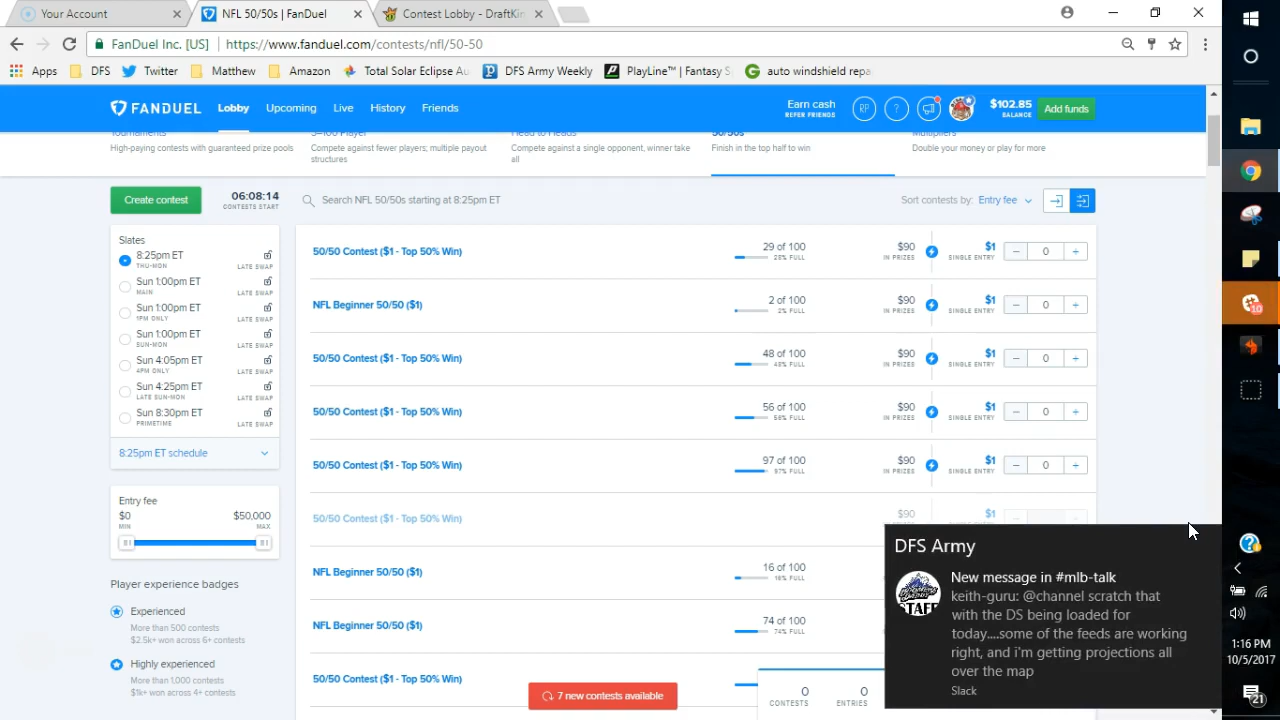 Your Account
NFL 50/50s | FanDuel
Contest Lobby - DraftKin
FanDuel Inc. [US]
https://www.fanduel.com/contests/nfl/50-50
Apps
DFS
Twitter
Matthew
Amazon
Total Solar Eclipse Au
DFS Army Weekly
PlayLine™ | Fantasy S
auto windshield repa
FANDUEL
Lobby
Upcoming
Live
History
Friends
Earn cash
REFER FRIENDS
RP
?
$102.85
BALANCE
Add funds
Tournaments
High-paying contests with guaranteed prize pools
3-100 Player
Compete against fewer players; multiple payout
structures
Head to Heads
Compete against a single opponent, winner take
all
50/50s
Finish in the top half to win
Multipliers
Double your money or play for more
Create contest
06:08:14
CONTESTS START
Search NFL 50/50s starting at 8:25pm ET
Sort contests by: Entry fee
Slates
8:25pm ET
THU-MON
LATE SWAP
Sun 1:00pm ET
MAIN
LATE SWAP
Sun 1:00pm ET
1PM ONLY
LATE SWAP
Sun 1:00pm ET
SUN-MON
LATE SWAP
Sun 4:05pm ET
4PM ONLY
LATE SWAP
Sun 4:25pm ET
LATE SUN-MON
LATE SWAP
Sun 8:30pm ET
PRIMETIME
LATE SWAP
8:25pm ET schedule
Entry fee
$0
MIN
$50,000
MAX
Player experience badges
Experienced
More than 500 contests
$2.5k+ won across 6+ contests
Highly experienced
More than 1,000 contests
$1k+ won across 4+ contests
50/50 Contest ($1 - Top 50% Win)
29 of 100
$90
IN PRIZES
$1
SINGLE ENTRY
− 0 +
NFL Beginner 50/50 ($1)
2 of 100
2% FULL
$90
IN PRIZES
$1
SINGLE ENTRY
− 0 +
50/50 Contest ($1 - Top 50% Win)
48 of 100
$90
IN PRIZES
$1
SINGLE ENTRY
− 0 +
50/50 Contest ($1 - Top 50% Win)
56 of 100
56% FULL
$90
IN PRIZES
$1
SINGLE ENTRY
− 0 +
50/50 Contest ($1 - Top 50% Win)
97 of 100
97% FULL
$90
IN PRIZES
$1
SINGLE ENTRY
− 0 +
50/50 Contest ($1 - Top 50% Win)
$90
$1
NFL Beginner 50/50 ($1)
16 of 100
NFL Beginner 50/50 ($1)
74 of 100
74% FULL
50/50 Contest ($1 - Top 50% Win)
7 new contests available
0
CONTESTS
0
ENTRIES
DFS Army
New message in #mlb-talk
keith-guru: @channel scratch that
with the DS being loaded for
today....some of the feeds are working
right, and i'm getting projections all
over the map
Slack
STAFF
10
1:16 PM
10/5/2017
21